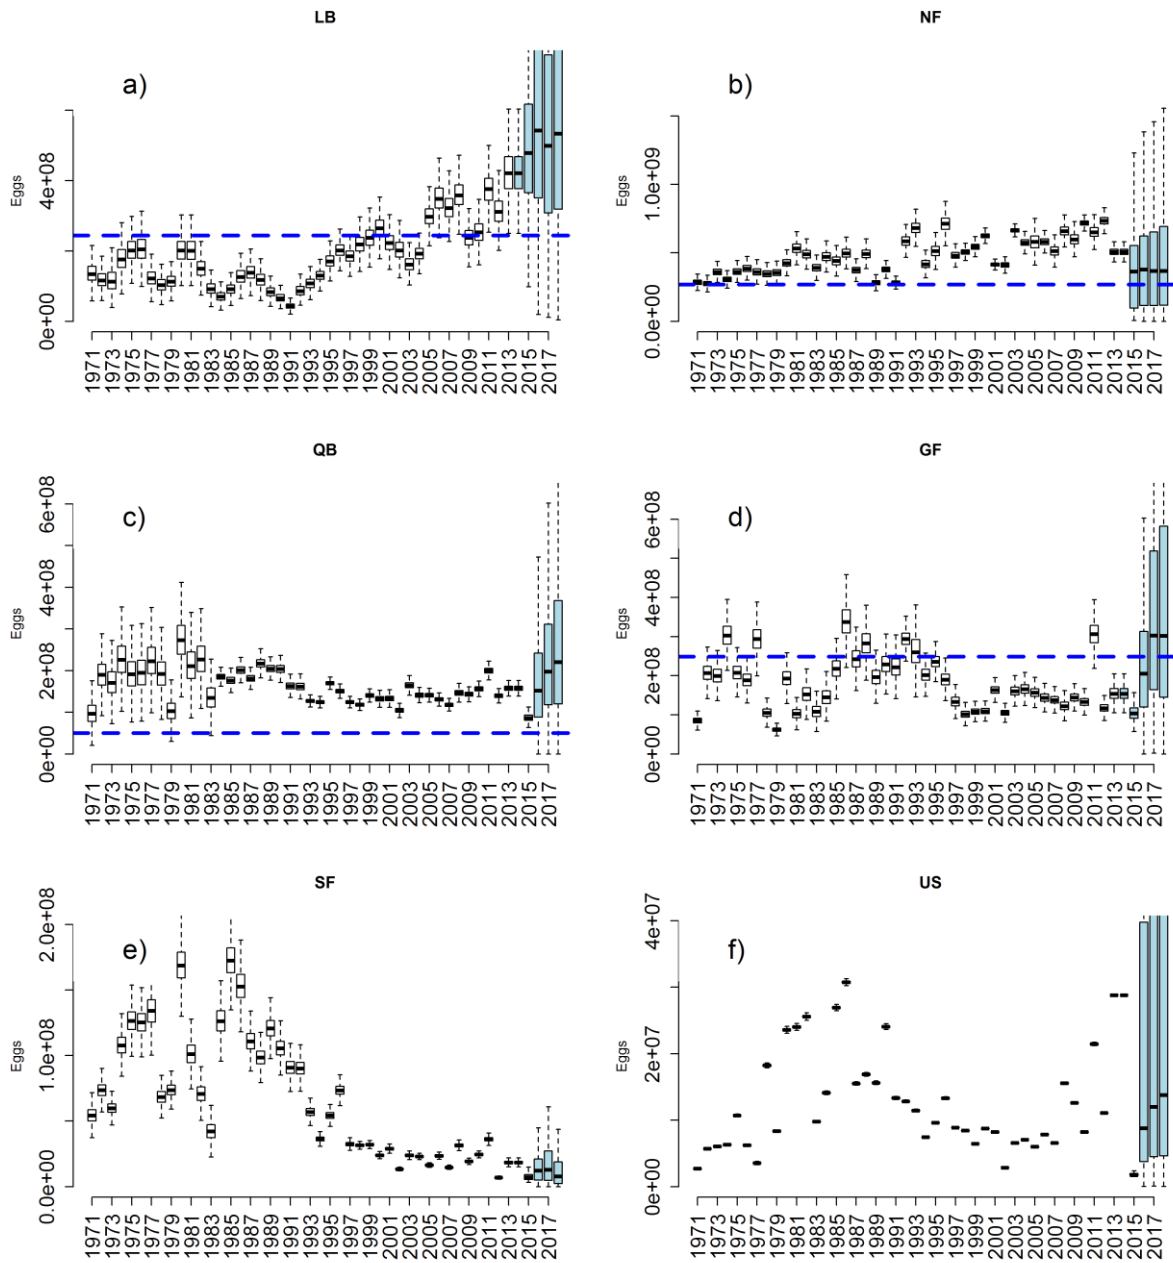 LB
a)
Eggs
4e+08
0e+00
1971 1973 1975 1977 1979 1981 1983 1985 1987 1989 1991 1993 1995 1997 1999 2001 2003 2005 2007 2009 2011 2013 2015 2017
NF
b)
Eggs
1.0e+09
0.0e+00
1971 1973 1975 1977 1979 1981 1983 1985 1987 1989 1991 1993 1995 1997 1999 2001 2003 2005 2007 2009 2011 2013 2015 2017
QB
c)
Eggs
6e+08
4e+08
2e+08
0e+00
1971 1973 1975 1977 1979 1981 1983 1985 1987 1989 1991 1993 1995 1997 1999 2001 2003 2005 2007 2009 2011 2013 2015 2017
GF
d)
Eggs
6e+08
4e+08
2e+08
0e+00
1971 1973 1975 1977 1979 1981 1983 1985 1987 1989 1991 1993 1995 1997 1999 2001 2003 2005 2007 2009 2011 2013 2015 2017
SF
e)
Eggs
2.0e+08
1.0e+08
0.0e+00
1971 1973 1975 1977 1979 1981 1983 1985 1987 1989 1991 1993 1995 1997 1999 2001 2003 2005 2007 2009 2011 2013 2015 2017
US
f)
Eggs
4e+07
2e+07
0e+00
1971 1973 1975 1977 1979 1981 1983 1985 1987 1989 1991 1993 1995 1997 1999 2001 2003 2005 2007 2009 2011 2013 2015 2017